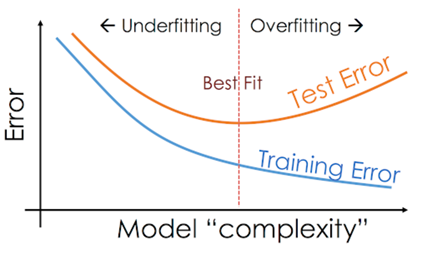 ← Underfitting
Overfitting →
Best Fit
Test Error
Training Error
Error
Model “complexity”